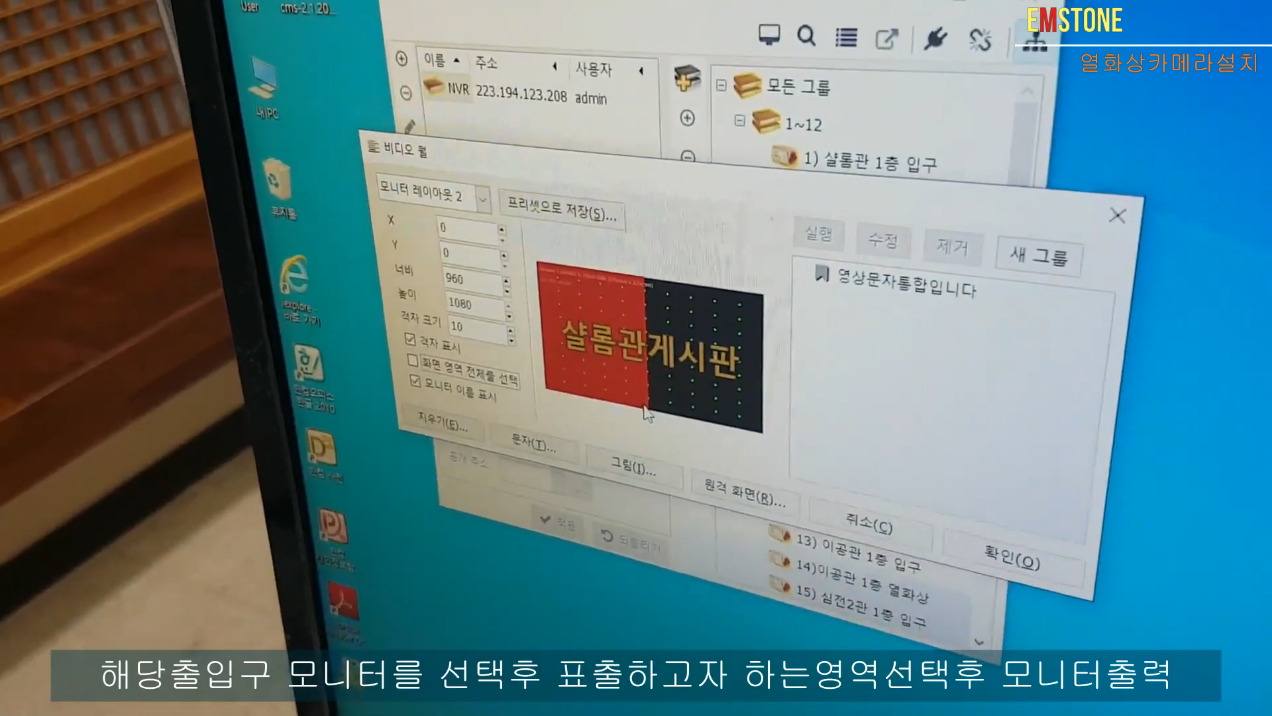 User
cms-2.1.20...
EMSTONE
열화상카메라설치
이름
주소
사용자
NVR
223.194.123.208
admin
모든 그룹
1~12
1) 샬롬관 1층 입구
내 PC
휴지통
비디오 월
모니터 레이아웃 2
프리셋으로 저장(S)...
X
0
Y
0
너비
960
높이
1080
격자 크기
10
격자 표시
화면 영역 전체를 선택
모니터 이름 표시
샬롬관게시판
실행
수정
제거
새 그룹
영상문자통합입니다
지우기(E)...
문자(T)...
그림(I)...
원격 화면(R)...
취소(C)
확인(O)
공개 주소
적용
되돌리기
13) 이공관 1층 입구
14)이공관 1층 열화상
15) 심전2관 1층 입구
해당출입구 모니터를 선택후 표출하고자 하는영역선택후 모니터출력